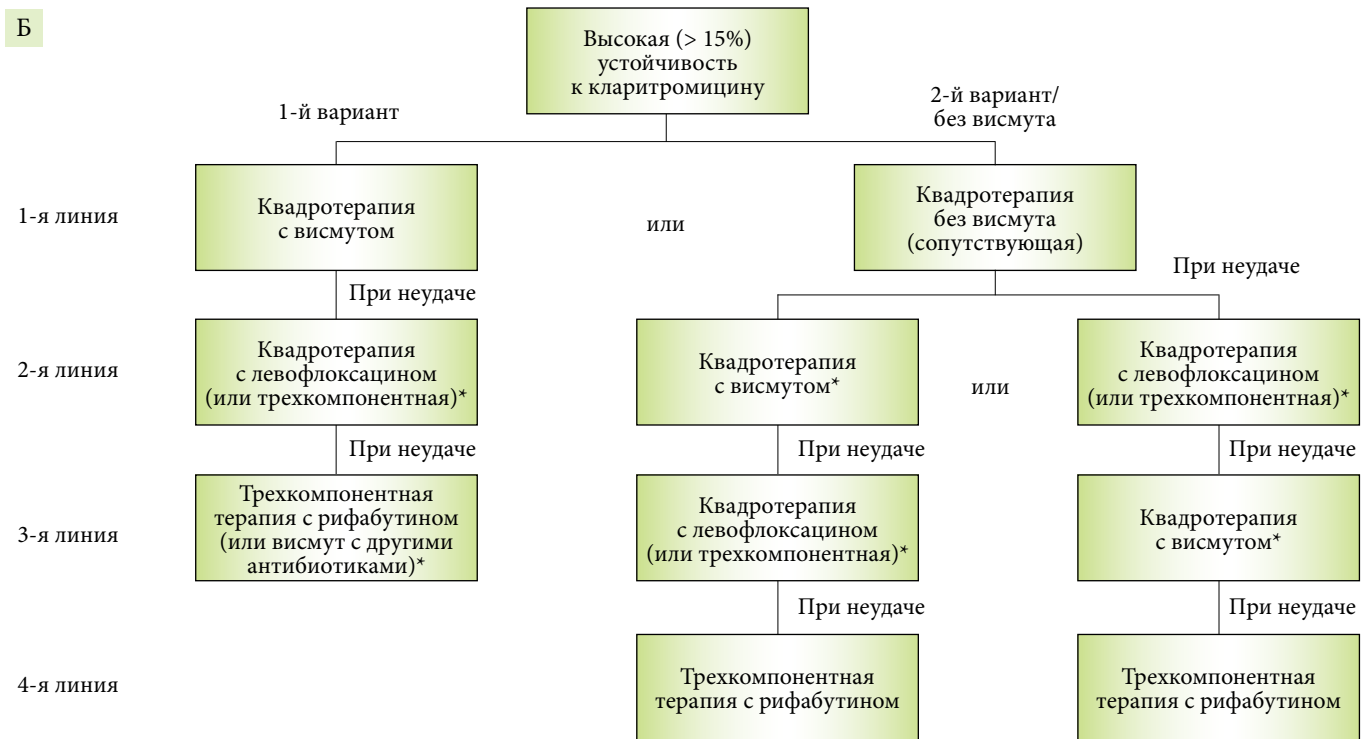 Б
Высокая (> 15%)
устойчивость
к кларитромицину
1-й вариант
2-й вариант/
без висмута
1-я линия
Квадротерапия
с висмутом
или
Квадротерапия
без висмута
(сопутствующая)
При неудаче
При неудаче
2-я линия
Квадротерапия
с левофлоксацином
(или трехкомпонентная)*
Квадротерапия
с висмутом*
или
Квадротерапия
с левофлоксацином
(или трехкомпонентная)*
При неудаче
При неудаче
При неудаче
3-я линия
Трехкомпонентная
терапия с рифабутином
(или висмут с другими
антибиотиками)*
Квадротерапия
с левофлоксацином
(или трехкомпонентная)*
Квадротерапия
с висмутом*
При неудаче
При неудаче
4-я линия
Трехкомпонентная
терапия с рифабутином
Трехкомпонентная
терапия с рифабутином